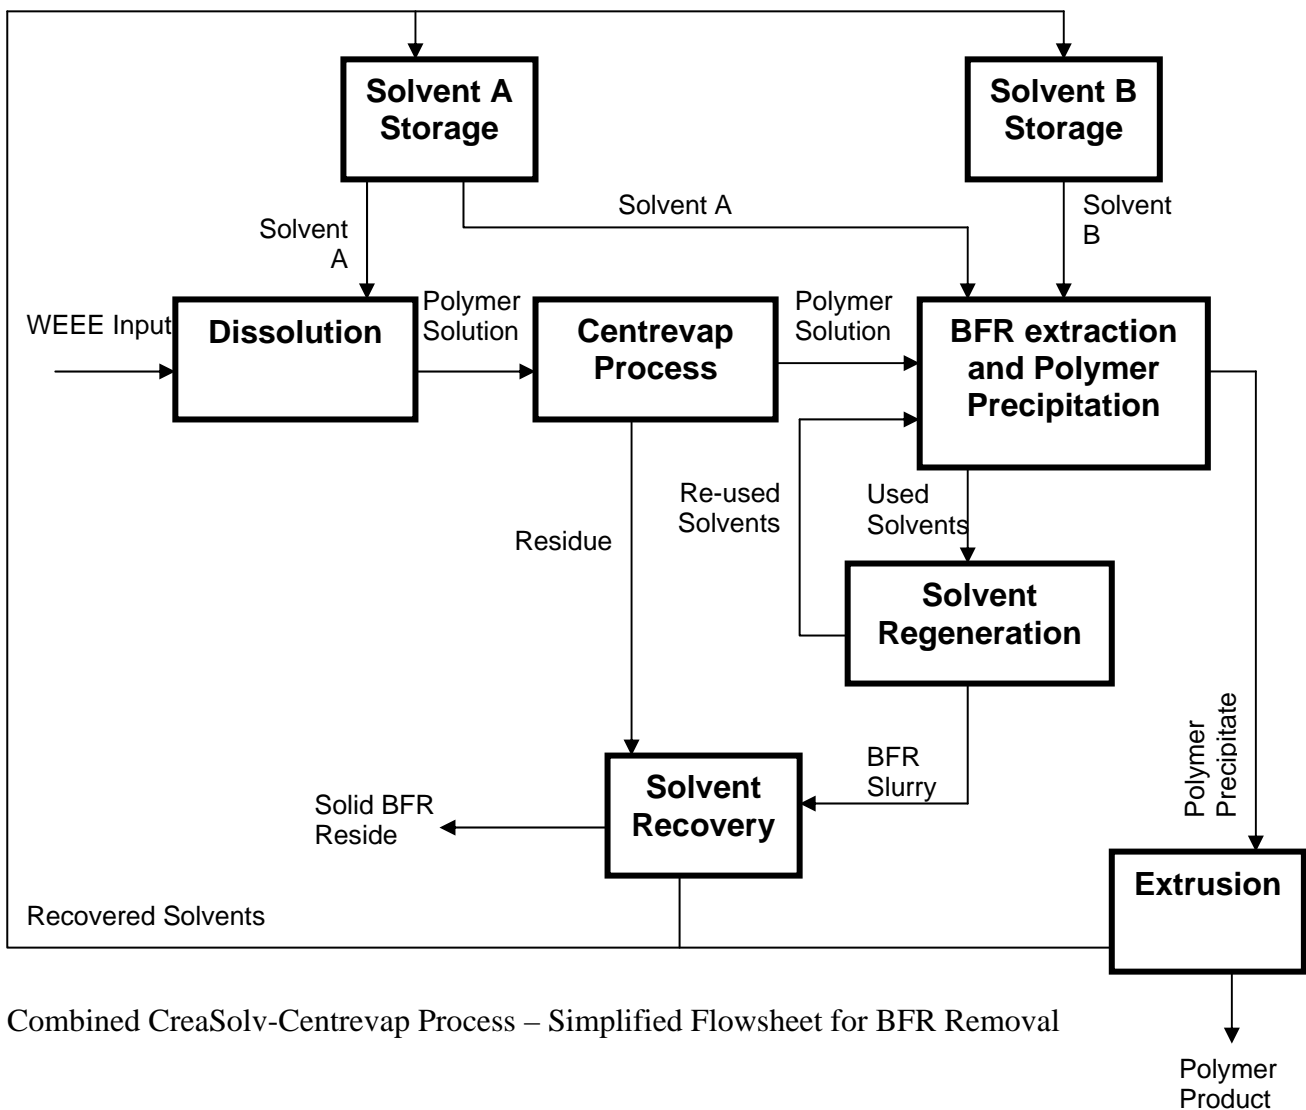 Solvent A
Storage
Solvent B
Storage
Solvent A
Solvent
B
Solvent
A
WEEE Input
Dissolution
Polymer
Solution
Centrevap
Process
Polymer
Solution
BFR extraction
and Polymer
Precipitation
Re-used
Solvents
Used
Solvents
Residue
Solvent
Regeneration
Polymer
Precipitate
BFR
Slurry
Solvent
Recovery
Solid BFR
Reside
Extrusion
Recovered Solvents
Combined CreaSolv-Centrevap Process – Simplified Flowsheet for BFR Removal
Polymer
Product